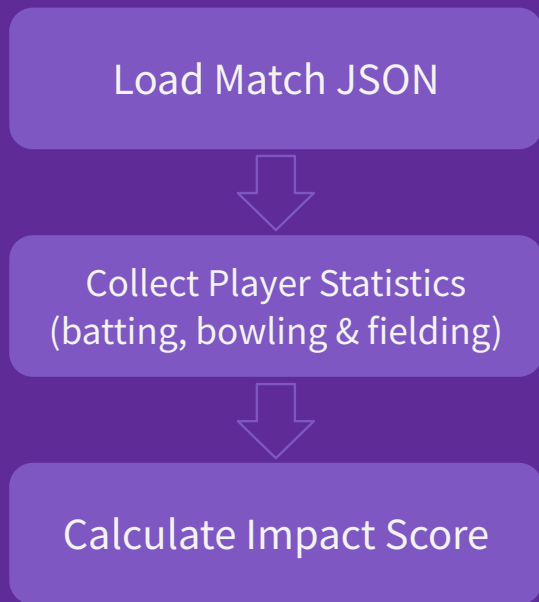 Load Match JSON
Collect Player Statistics
(batting, bowling & fielding)
Calculate Impact Score